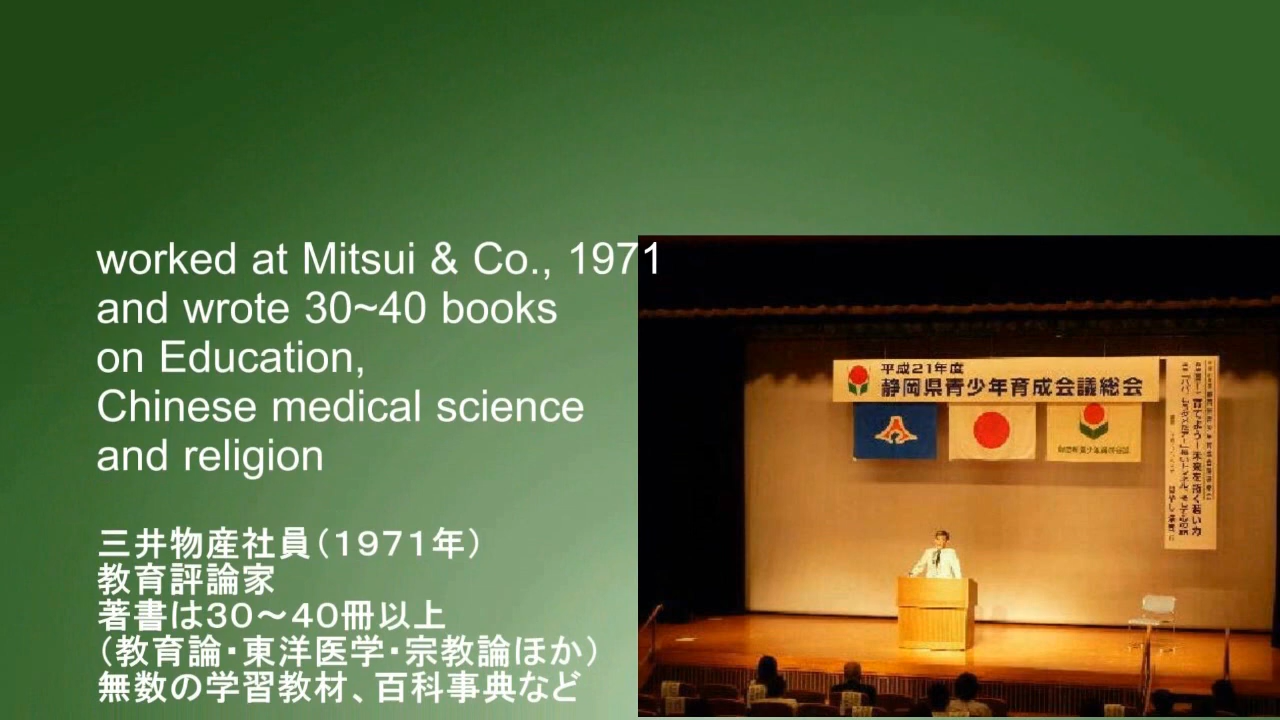 worked at Mitsui & Co., 1971
and wrote 30~40 books
on Education,
Chinese medical science
and religion
三井物産社員（１９７１年）
教育評論家
著書は３０～４０冊以上
（教育論・東洋医学・宗教論ほか）
無数の学習教材、百科事典など
平成21年度
静岡県青少年育成会議総会